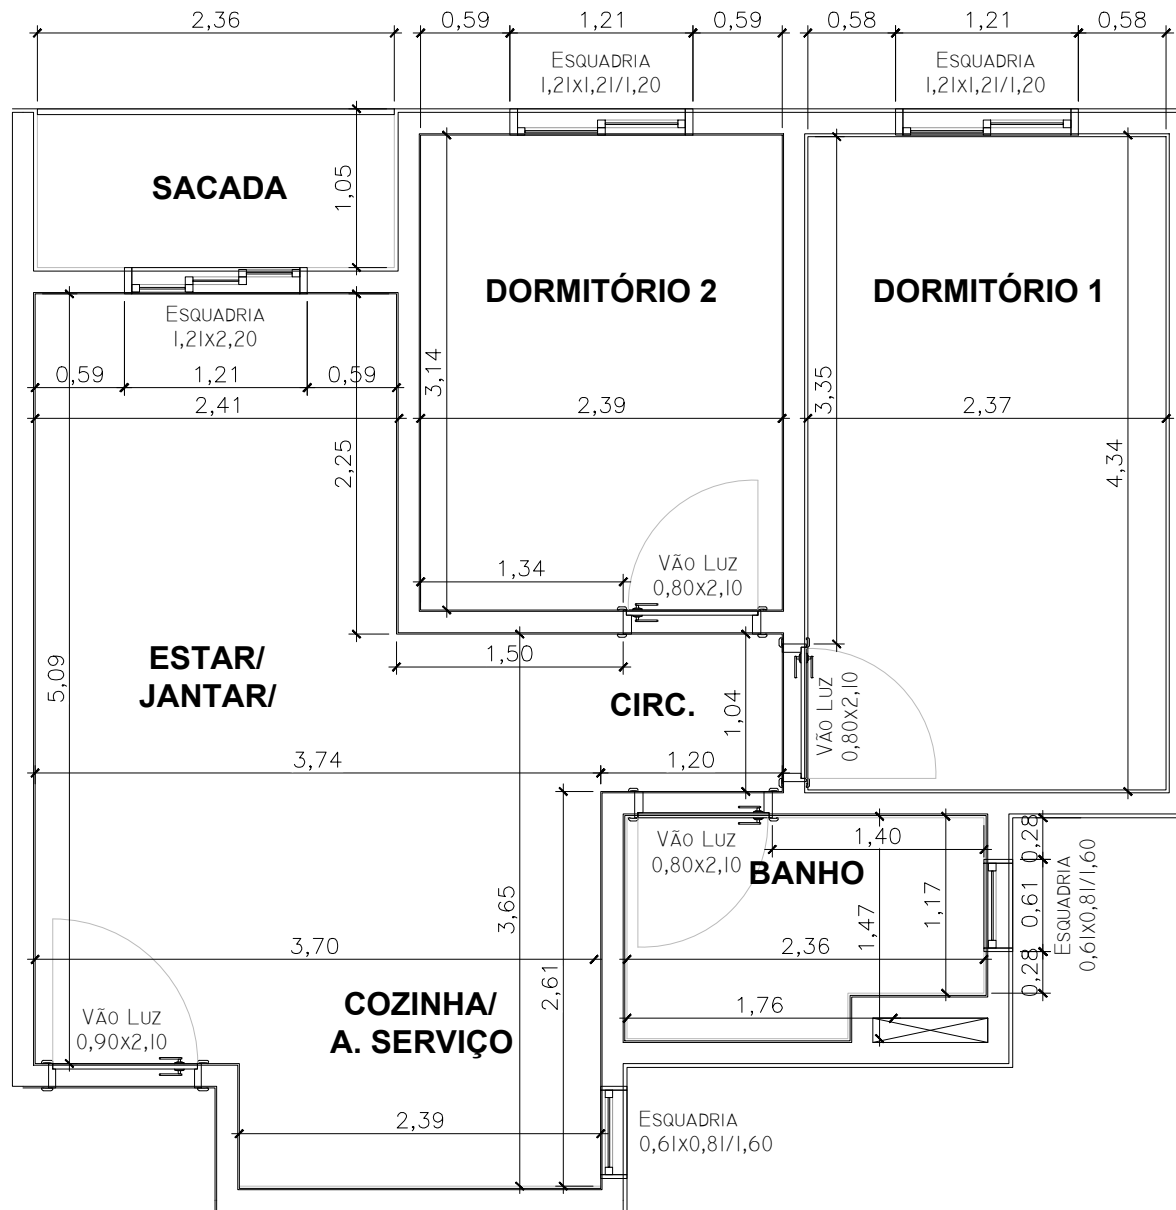 2,36
0,59
1,21
0,59
0,58
1,21
0,58
ESQUADRIA
1,21X1,21/1,20
ESQUADRIA
1,21X1,21/1,20
SACADA
1,05
DORMITÓRIO 2
DORMITÓRIO 1
ESQUADRIA
1,21X2,20
0,59
1,21
0,59
2,41
3,14
2,39
3,35
2,37
2,25
4,34
1,34
VÃO LUZ
0,80X2,10
ESTAR/
JANTAR/
5,09
1,50
CIRC.
1,04
VÃO LUZ
0,80X2,10
3,74
1,20
VÃO LUZ
0,80X2,10
1,40
BANHO
0,28
0,61
0,28
ESQUADRIA
0,61X0,81/1,60
3,65
1,47
1,17
3,70
2,36
2,61
COZINHA/
A. SERVIÇO
1,76
VÃO LUZ
0,90X2,10
2,39
ESQUADRIA
0,61X0,81/1,60